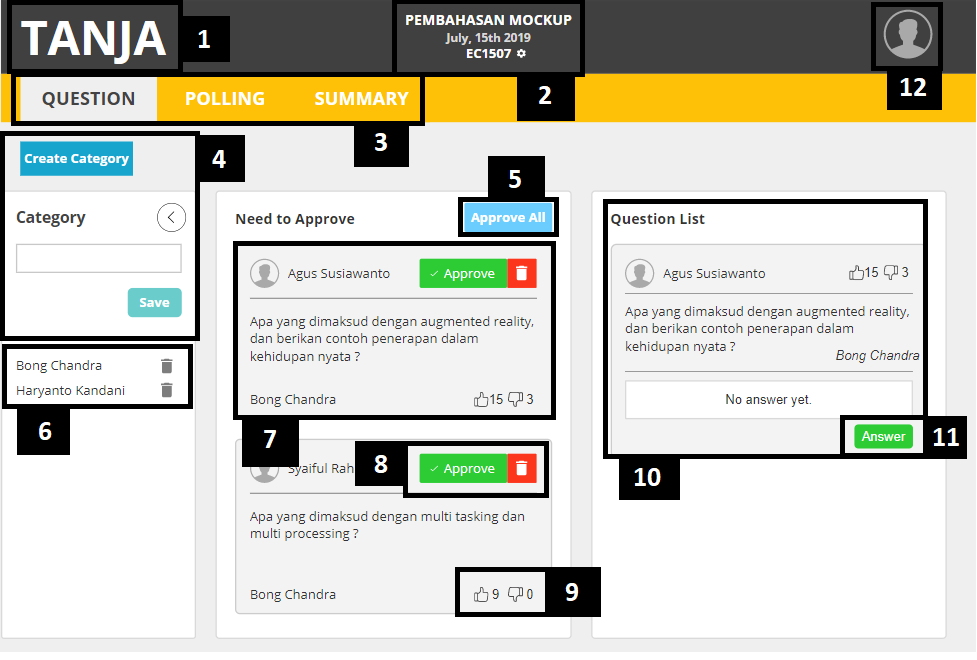 TANJA
1
PEMBAHASAN MOCKUP
July, 15th 2019
EC1507
2
12
QUESTION POLLING SUMMARY
3
Create Category
4
Category
Save
Bong Chandra
Haryanto Kandani
6
5
Need to Approve
Approve All
Agus Susiawanto
Approve
Apa yang dimaksud dengan augmented reality,
dan berikan contoh penerapan dalam
kehidupan nyata ?
Bong Chandra
15 3
7
8
Syaiful Rah
Approve
Apa yang dimaksud dengan multi tasking dan
multi processing ?
Bong Chandra
9 0
9
Question List
Agus Susiawanto
15 3
Apa yang dimaksud dengan augmented reality,
dan berikan contoh penerapan dalam
kehidupan nyata ?
Bong Chandra
No answer yet.
Answer
11
10